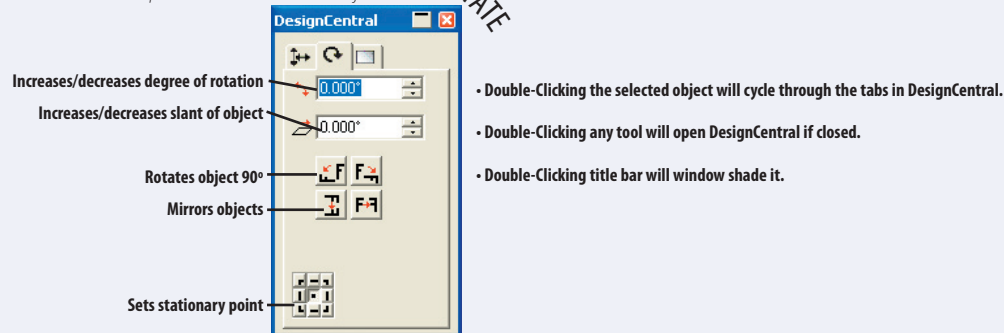 DesignCentral
Increases/decreases degree of rotation
0.000°
Increases/decreases slant of object
0.000°
Rotates object 90º
Mirrors objects
Sets stationary point
• Double-Clicking the selected object will cycle through the tabs in DesignCentral.
• Double-Clicking any tool will open DesignCentral if closed.
• Double-Clicking title bar will window shade it.